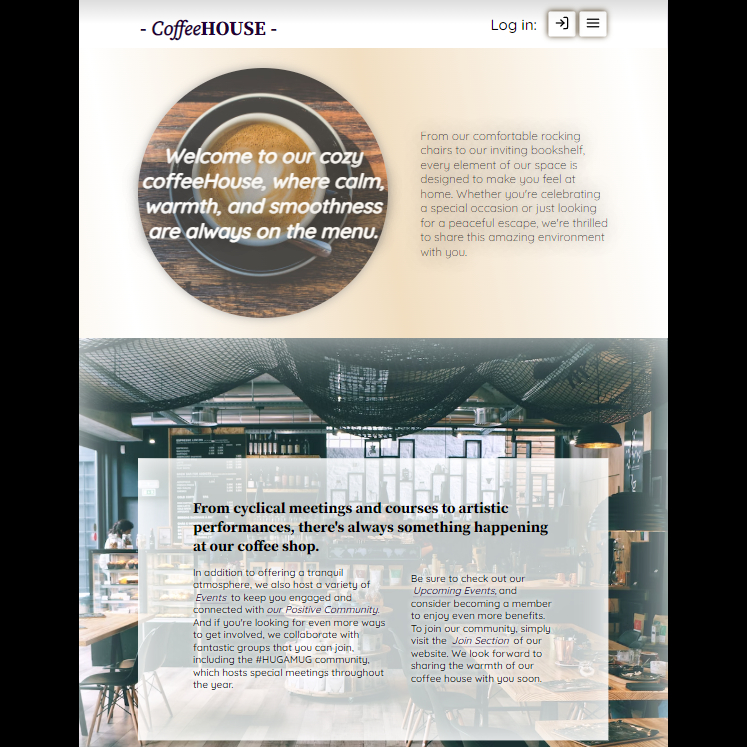 - CoffeeHOUSE -
Log in:
Welcome to our cozy
coffeeHouse, where calm,
warmth, and smoothness
are always on the menu.
From our comfortable rocking
chairs to our inviting bookshelf,
every element of our space is
designed to make you feel at
home. Whether you're celebrating
a special occasion or just looking
for a peaceful escape, we're thrilled
to share this amazing environment
with you.
From cyclical meetings and courses to artistic
performances, there's always something happening
at our coffee shop.
In addition to offering a tranquil
atmosphere, we also host a variety of
Events to keep you engaged and
connected with our Positive Community.
And if you're looking for even more ways
to get involved, we collaborate with
fantastic groups that you can join,
including the #HUGAMUG community,
which hosts special meetings throughout
the year.
Be sure to check out our
Upcoming Events, and
consider becoming a member
to enjoy even more benefits.
To join our community, simply
visit the Join Section of our
website. We look forward to
sharing the warmth of our
coffee house with you soon.